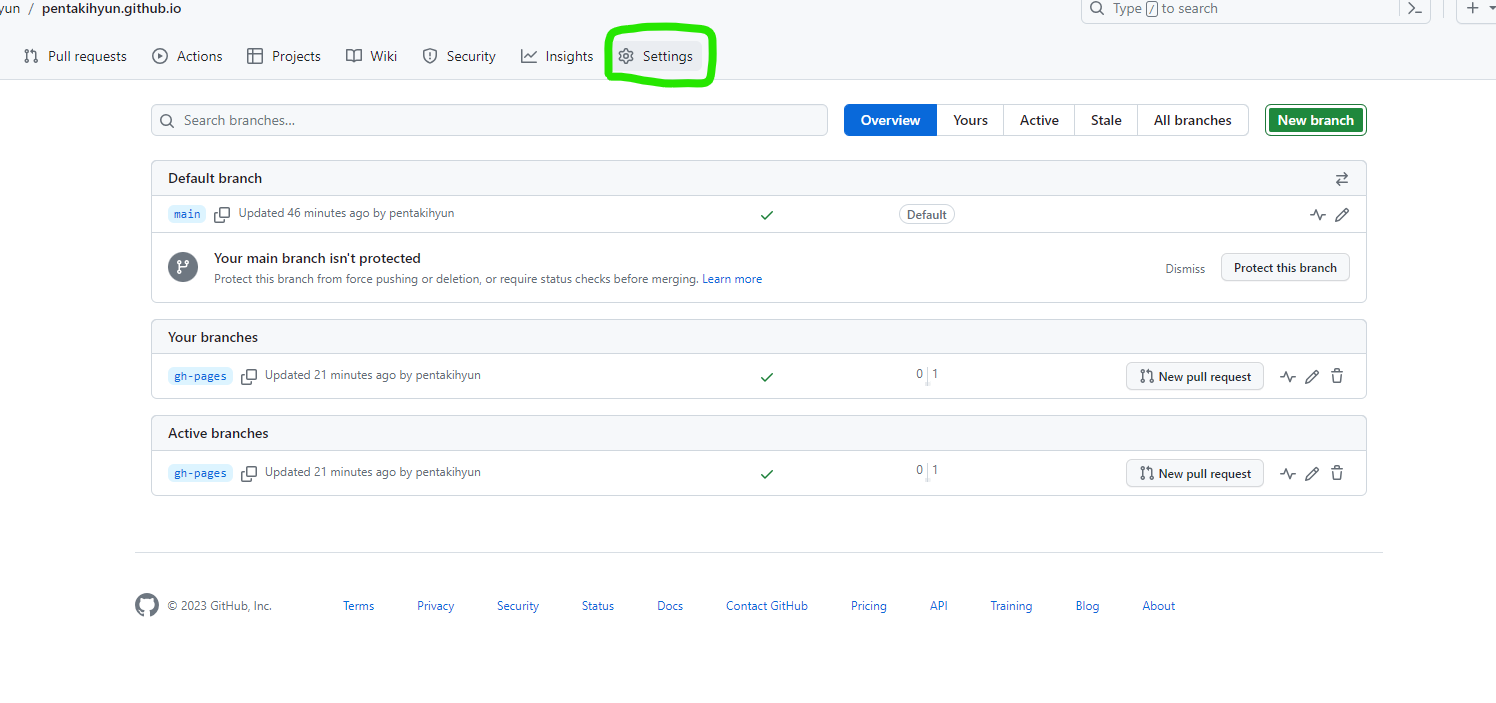 yun / pentakihyun.github.io
Type / to search
Pull requests Actions Projects Wiki Security Insights Settings
Search branches...
Overview Yours Active Stale All branches New branch
Default branch
main Updated 46 minutes ago by pentakihyun Default
Your main branch isn't protected
Protect this branch from force pushing or deletion, or require status checks before merging. Learn more
Dismiss Protect this branch
Your branches
gh-pages Updated 21 minutes ago by pentakihyun 0 1 New pull request
Active branches
gh-pages Updated 21 minutes ago by pentakihyun 0 1 New pull request
© 2023 GitHub, Inc. Terms Privacy Security Status Docs Contact GitHub Pricing API Training Blog About